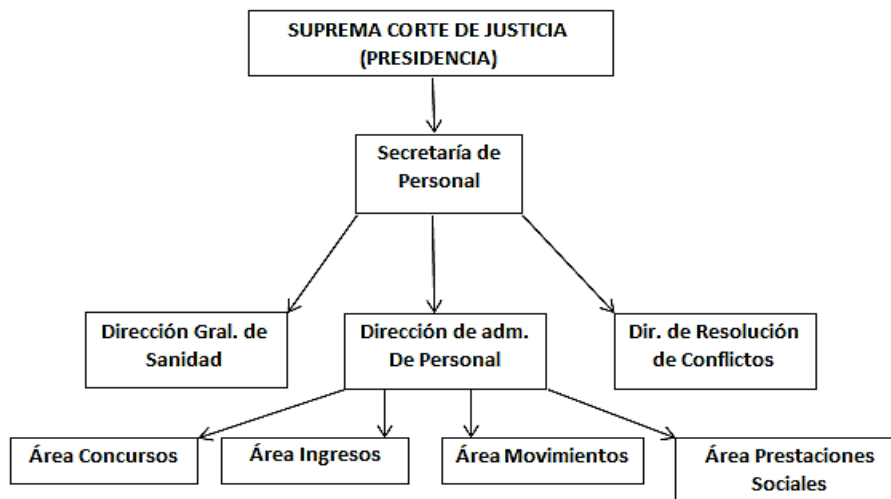 SUPREMA CORTE DE JUSTICIA
(PRESIDENCIA)
Secretaría de
Personal
Dirección Gral. de
Sanidad
Dirección de adm.
De Personal
Dir. de Resolución
de Conflictos
Área Concursos
Área Ingresos
Área Movimientos
Área Prestaciones
Sociales